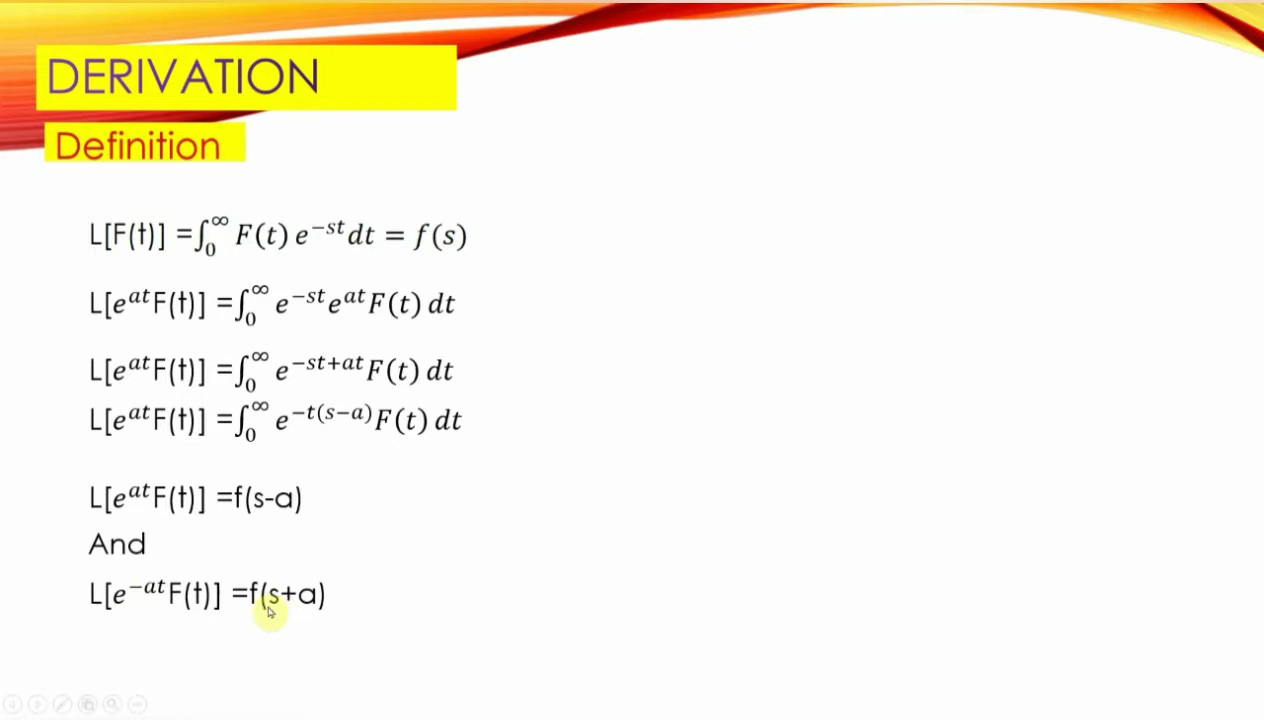 DERIVATION
Definition
L[F(t)] =∫₀^∞ F(t) e^{−st} dt = f(s)
L[e^{at}F(t)] =∫₀^∞ e^{−st}e^{at}F(t) dt
L[e^{at}F(t)] =∫₀^∞ e^{−st+at}F(t) dt
L[e^{at}F(t)] =∫₀^∞ e^{−t(s−a)}F(t) dt
L[e^{at}F(t)] =f(s-a)
And
L[e^{−at}F(t)] =f(s+a)